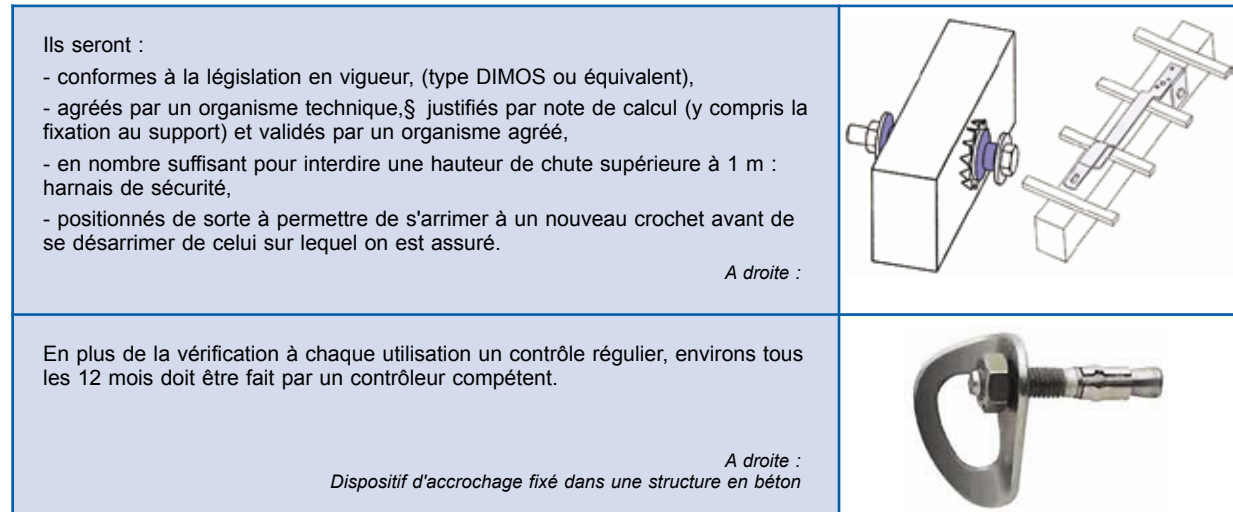 Ils seront :
- conformes à la législation en vigueur, (type DIMOS ou équivalent),
- agréés par un organisme technique,§ justifiés par note de calcul (y compris la
fixation au support) et validés par un organisme agréé,
- en nombre suffisant pour interdire une hauteur de chute supérieure à 1 m :
harnais de sécurité,
- positionnés de sorte à permettre de s'arrimer à un nouveau crochet avant de
se désarrimer de celui sur lequel on est assuré.
A droite :
En plus de la vérification à chaque utilisation un contrôle régulier, environs tous
les 12 mois doit être fait par un contrôleur compétent.
A droite :
Dispositif d'accrochage fixé dans une structure en béton